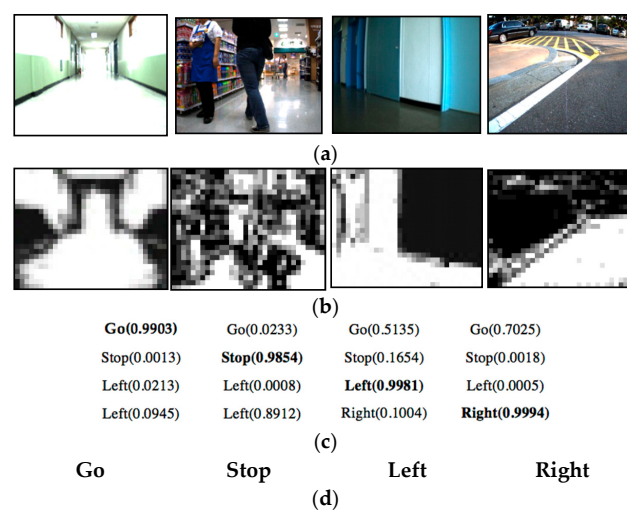 (a)
(b)
Go(0.9903) Go(0.0233) Go(0.5135) Go(0.7025)
Stop(0.0013) Stop(0.9854) Stop(0.1654) Stop(0.0018)
Left(0.0213) Left(0.0008) Left(0.9981) Left(0.0005)
Left(0.0945) Left(0.8912) Right(0.1004) Right(0.9994)
(c)
Go Stop Left Right
(d)